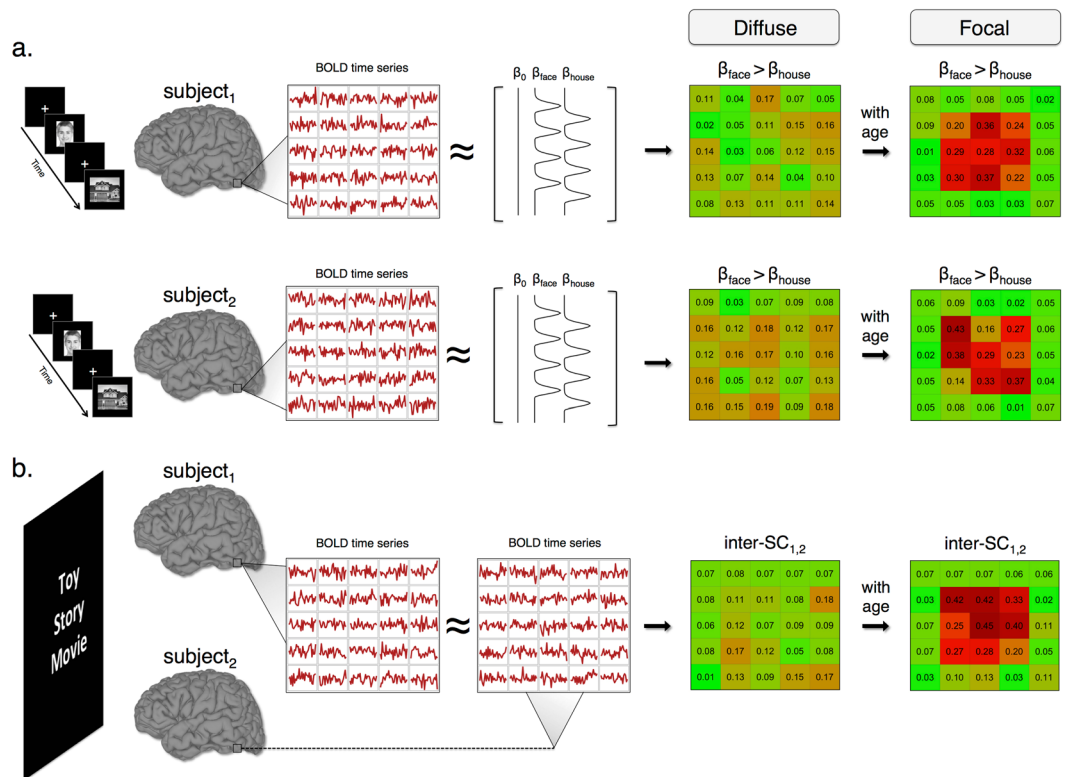 Diffuse
Focal
a.
subject1
BOLD time series
β0 βface βhouse
βface > βhouse
βface > βhouse
Time
≈
with
age
0.11 0.04 0.17 0.07 0.05
0.02 0.05 0.11 0.15 0.16
0.14 0.03 0.06 0.12 0.15
0.13 0.07 0.14 0.04 0.10
0.08 0.13 0.11 0.11 0.14
0.08 0.05 0.08 0.05 0.02
0.09 0.20 0.36 0.24 0.05
0.01 0.29 0.28 0.32 0.06
0.03 0.30 0.37 0.22 0.05
0.05 0.05 0.03 0.03 0.07
subject2
BOLD time series
β0 βface βhouse
βface > βhouse
βface > βhouse
Time
≈
with
age
0.09 0.03 0.07 0.09 0.08
0.16 0.12 0.18 0.12 0.17
0.12 0.16 0.17 0.10 0.16
0.16 0.05 0.12 0.07 0.13
0.16 0.15 0.19 0.09 0.18
0.06 0.09 0.03 0.02 0.05
0.05 0.43 0.16 0.27 0.06
0.02 0.38 0.29 0.23 0.05
0.05 0.14 0.33 0.37 0.04
0.05 0.08 0.06 0.01 0.07
b.
Toy
Story
Movie
subject1
subject2
BOLD time series
≈
BOLD time series
inter-SC1,2
with
age
inter-SC1,2
0.07 0.08 0.07 0.07 0.07
0.08 0.11 0.11 0.08 0.18
0.06 0.12 0.07 0.09 0.09
0.08 0.17 0.12 0.05 0.08
0.01 0.13 0.09 0.15 0.17
0.07 0.07 0.07 0.06 0.06
0.03 0.42 0.42 0.33 0.02
0.07 0.25 0.45 0.40 0.11
0.07 0.27 0.28 0.20 0.05
0.03 0.10 0.13 0.03 0.11